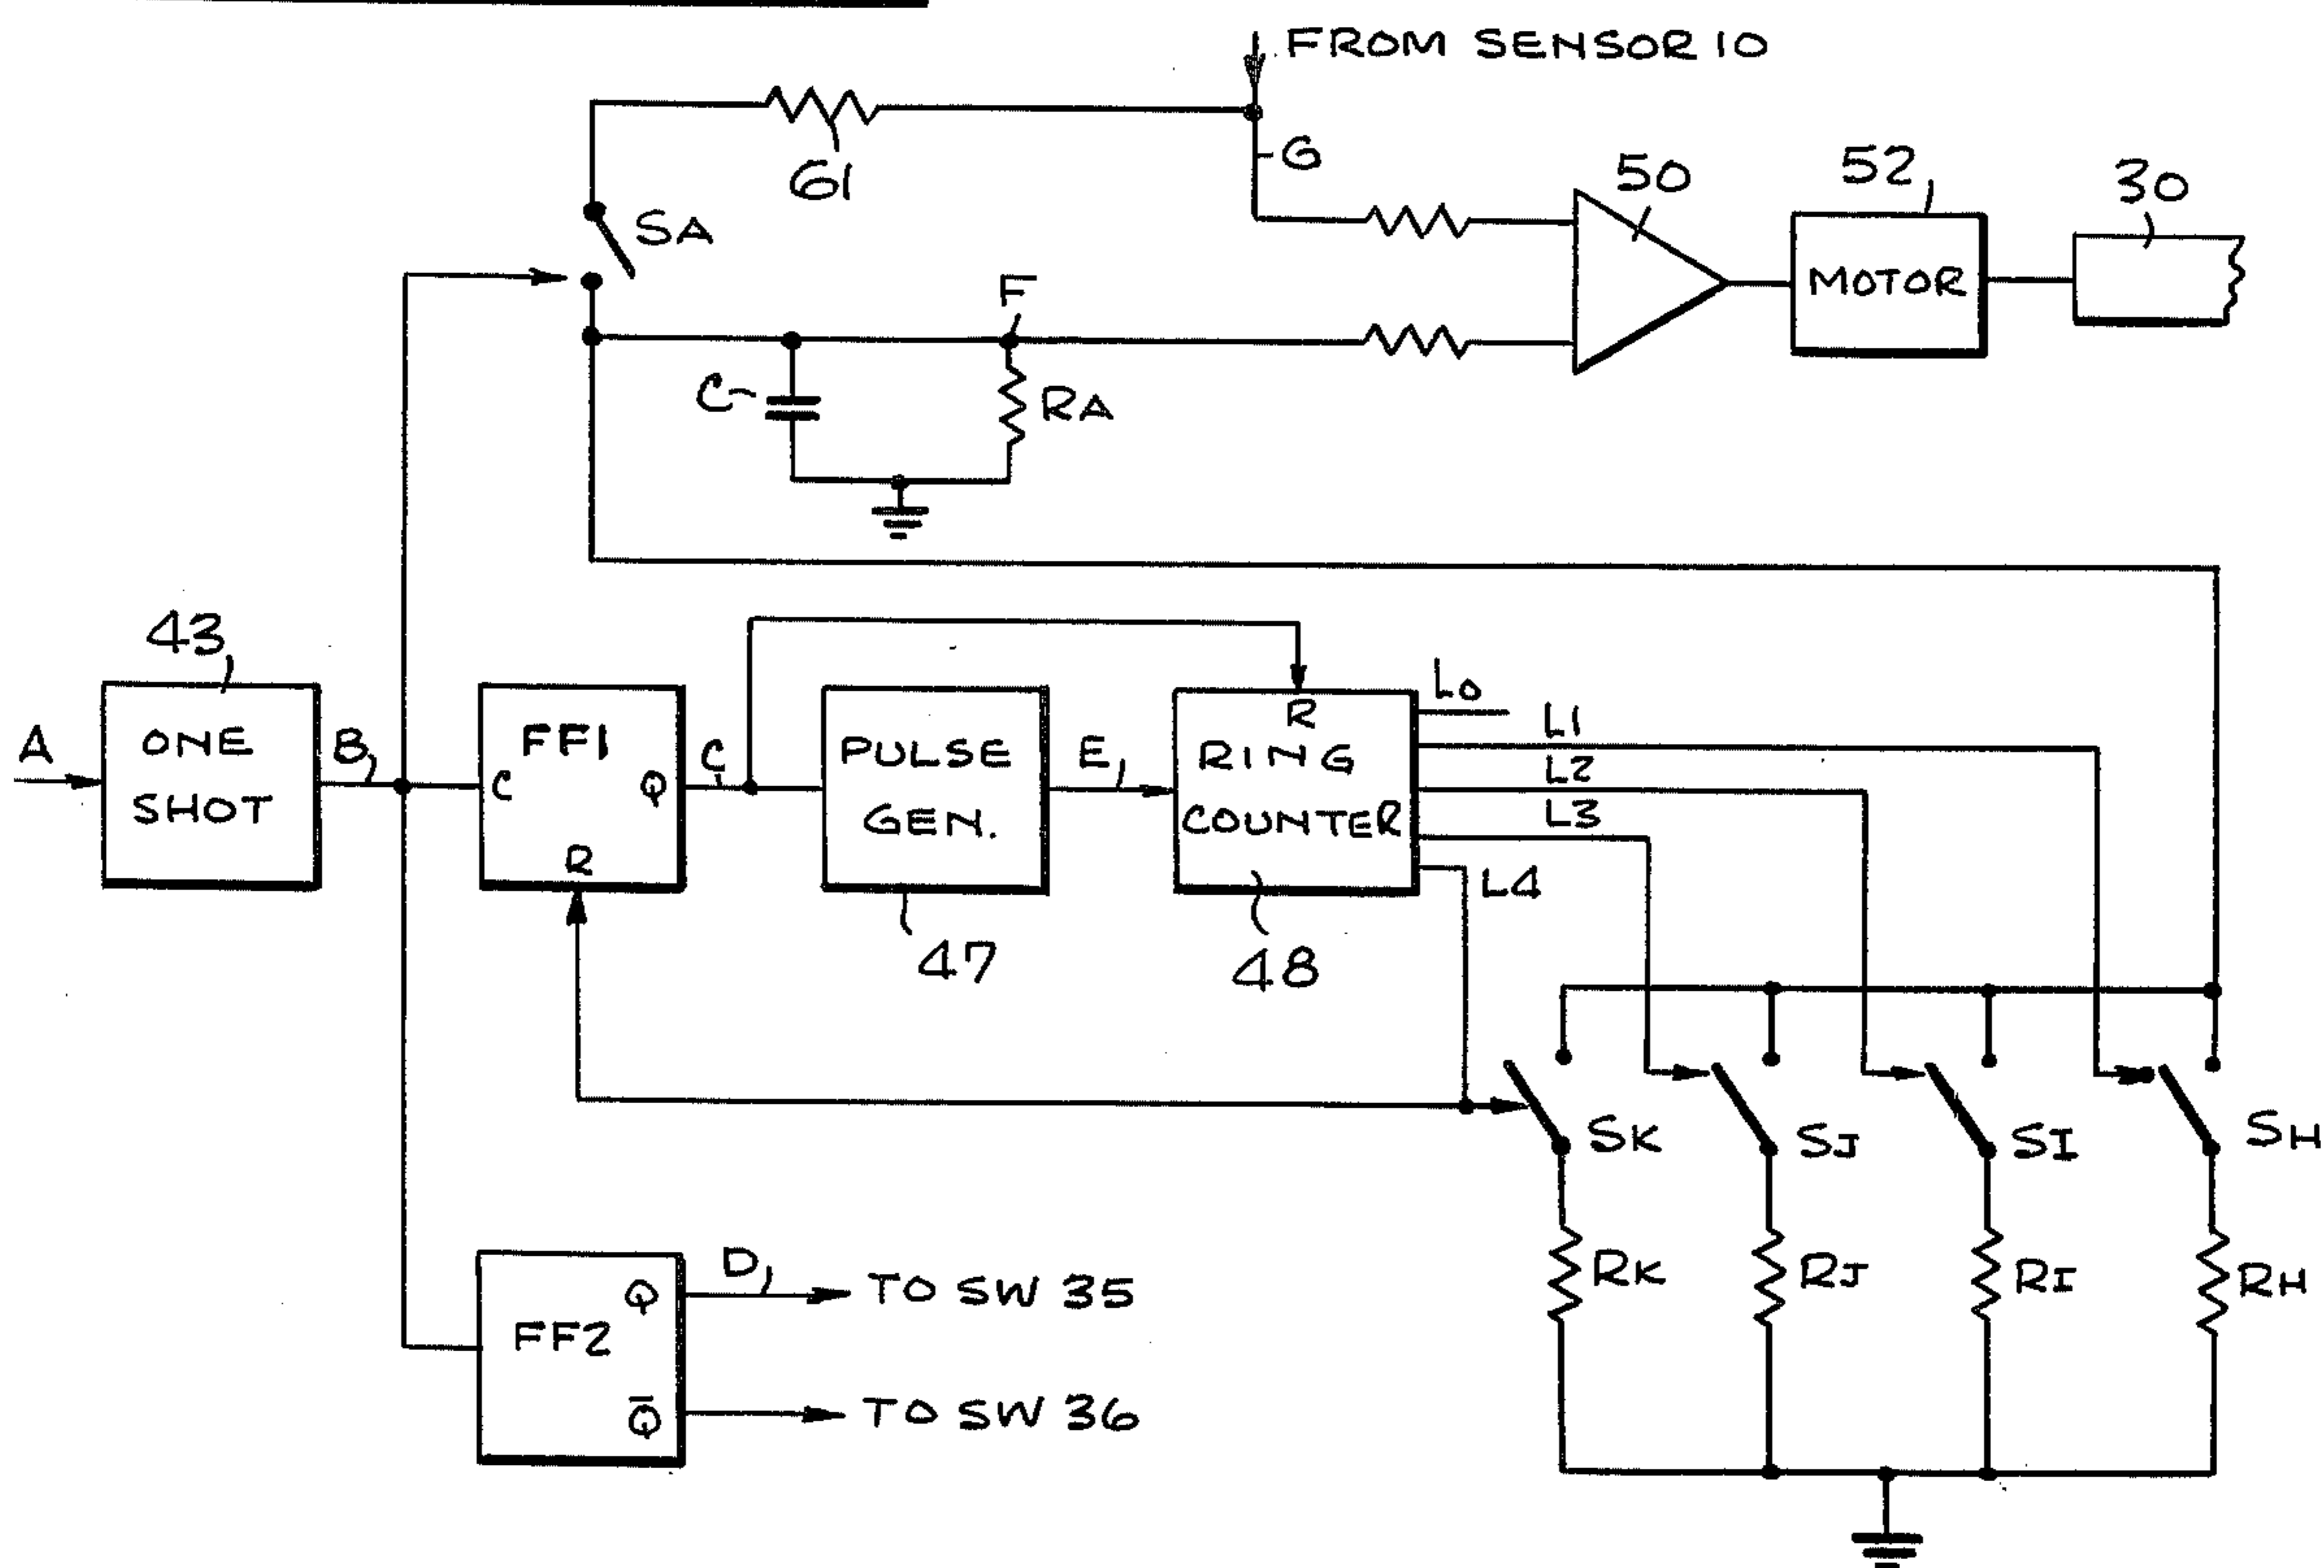 FROM SENSOR 10
61
G
SA
50
52
30
MOTOR
F
C
RA
43
A
ONE SHOT
B
FF1
C
Q
R
C
PULSE GEN.
47
E
R
RING COUNTER
48
L0
L1
L2
L3
L4
SK
SJ
SI
SH
RK
RJ
RI
RH
FF2
Q
Q̅
D
TO SW 35
TO SW 36